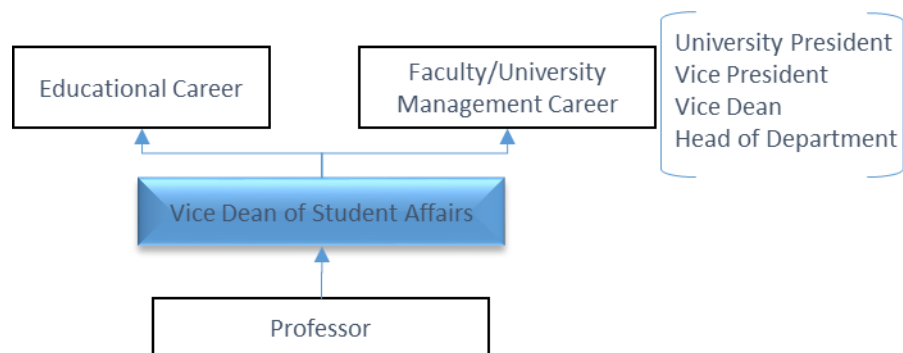 University President
Vice President
Vice Dean
Head of Department
Educational Career
Faculty/University
Management Career
Vice Dean of Student Affairs
Professor